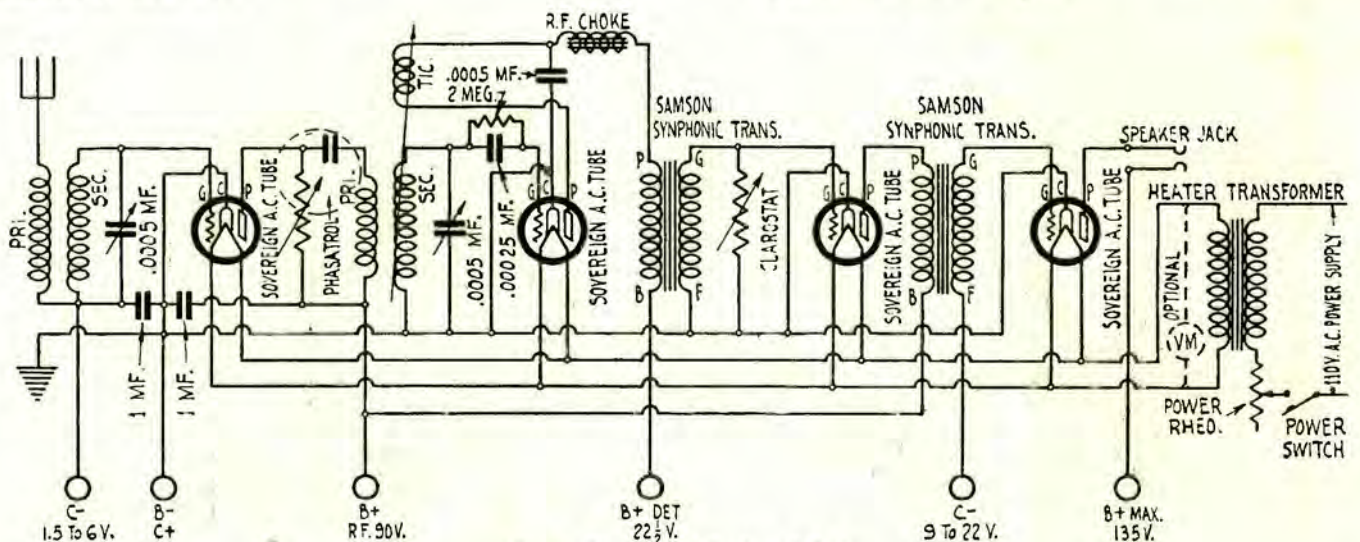 R.F. CHOKE
TIC.
.0005 MF.
2 MEG.
SAMSON
SYNPHONIC TRANS.
SAMSON
SYNPHONIC TRANS.
SPEAKER JACK
HEATER TRANSFORMER
PRI.
SEC.
.0005 MF.
G C P
SOVEREIGN A.C. TUBE
PHASATROL
PRI.
SEC.
.0005 MF.
.00025 MF.
G C P
SOVEREIGN A.C. TUBE
P G
B F
CLAROSTAT
G C P
SOVEREIGN A.C. TUBE
P G
B F
G C P
SOVEREIGN A.C. TUBE
OPTIONAL
VM
110V. A.C. POWER SUPPLY
1 MF.
1 MF.
POWER
RHEO.
POWER
SWITCH
C-
1.5 TO 6 V.
B-
C+
B+
R.F. 90V.
B+ DET
22½ V.
C-
9 TO 22 V.
B+ MAX.
135 V.